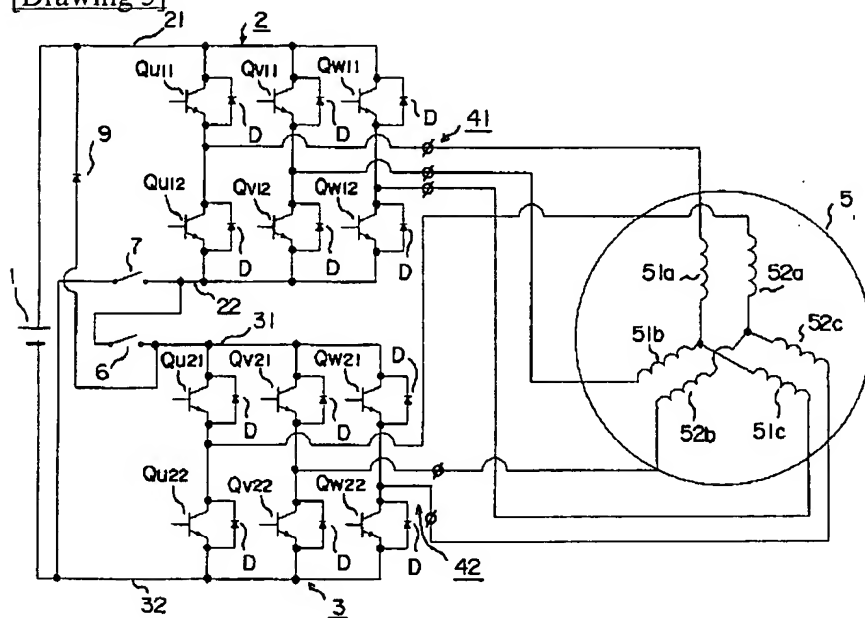 [Drawing 5]
21
2
Qu11
Qv11
Qw11
D
D
D
9
41
Qu12
Qv12
Qw12
5
7
D
D
D
51a
52a
1
22
31
52c
6
51b
Qu21
Qv21
Qw21
D
D
D
52b
51c
Qu22
Qv22
Qw22
D
D
D
42
32
3